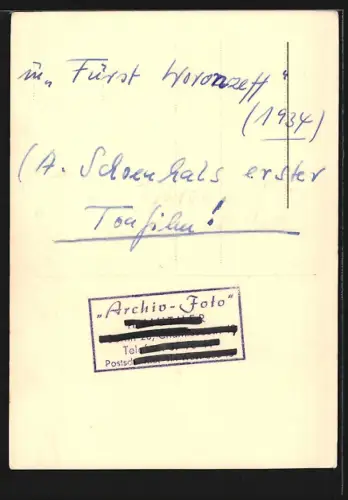 in „Fürst Woronzeff"
(1934)
(A. Schoenhals erster
Tonfilm!
„Archiv-Foto"